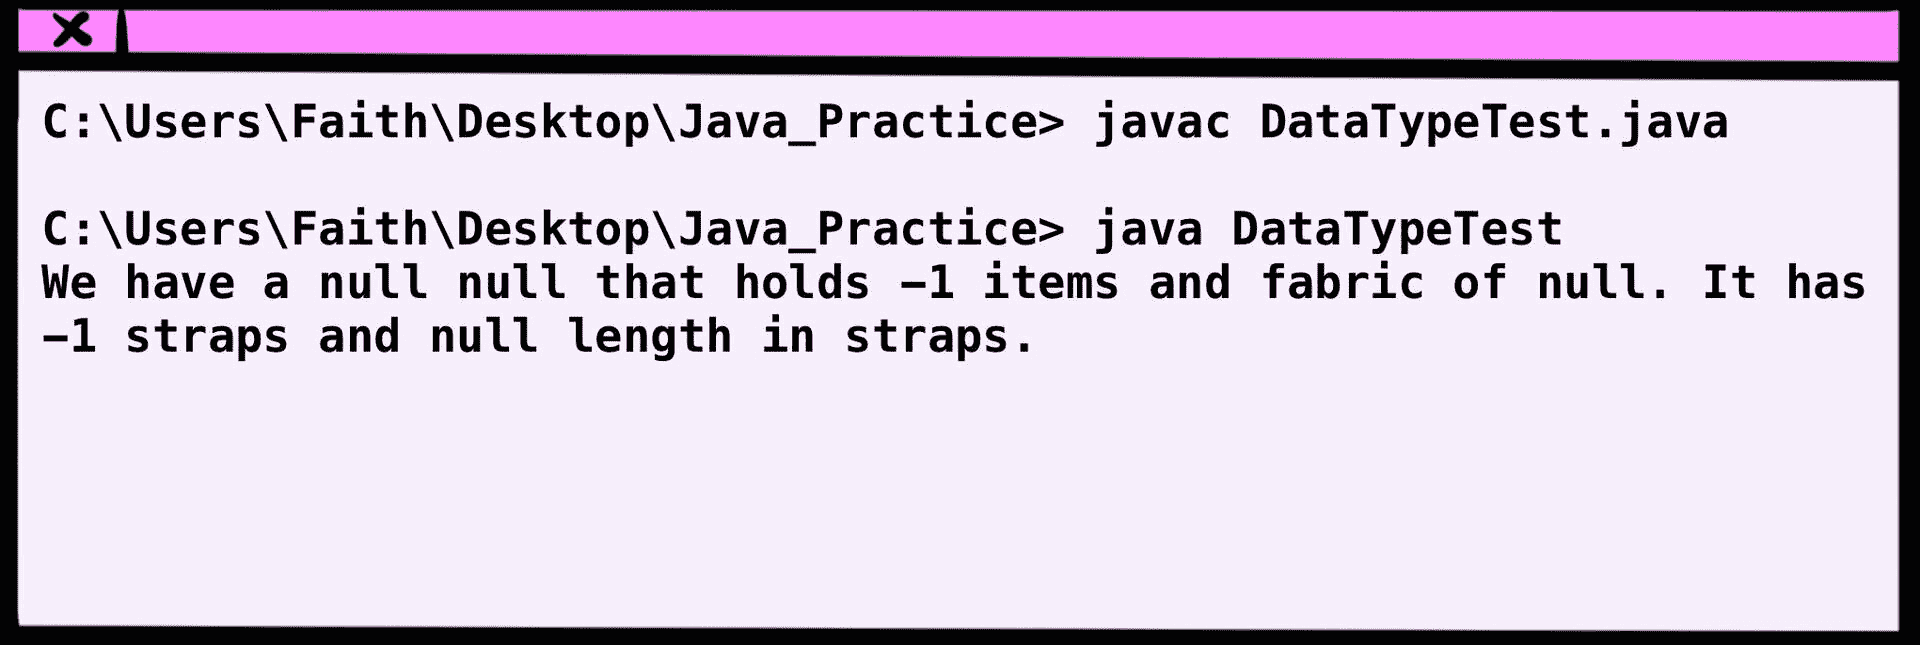 C:\Users\Faith\Desktop\Java_Practice> javac DataTypeTest.java
C:\Users\Faith\Desktop\Java_Practice> java DataTypeTest
We have a null null that holds -1 items and fabric of null. It has
-1 straps and null length in straps.